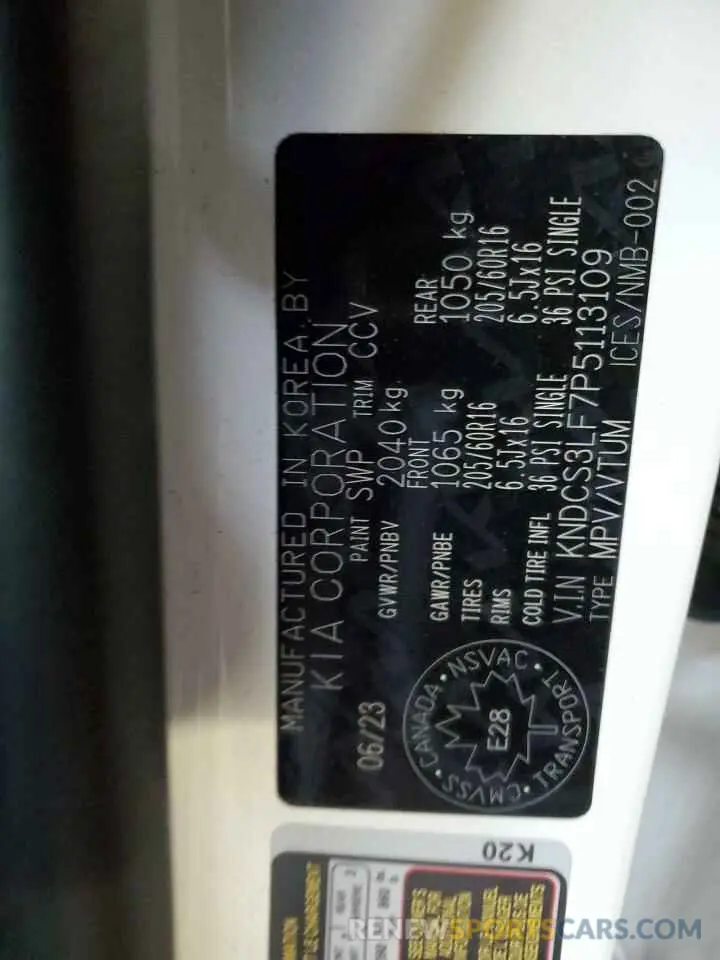 MANUFACTURED IN KOREA BY
KIA CORPORATION
06/23 PAINT SWP TRIM CCV
GVWR/PNBV 2040 kg
FRONT REAR
GAWR/PNBE 1065 kg 1050 kg
TIRES 205/60R16 205/60R16
RIMS 6.5Jx16 6.5Jx16
COLD TIRE INFL 36 PSI SINGLE 36 PSI SINGLE
V.I.N KNDCS3LF7P5113109
TYPE MPV/VTUM ICES/NMB-002
CANADA · NSVAC · TRANSPORT · CMVSS ·
E28
K20
RENEWSPORTSCARS.COM